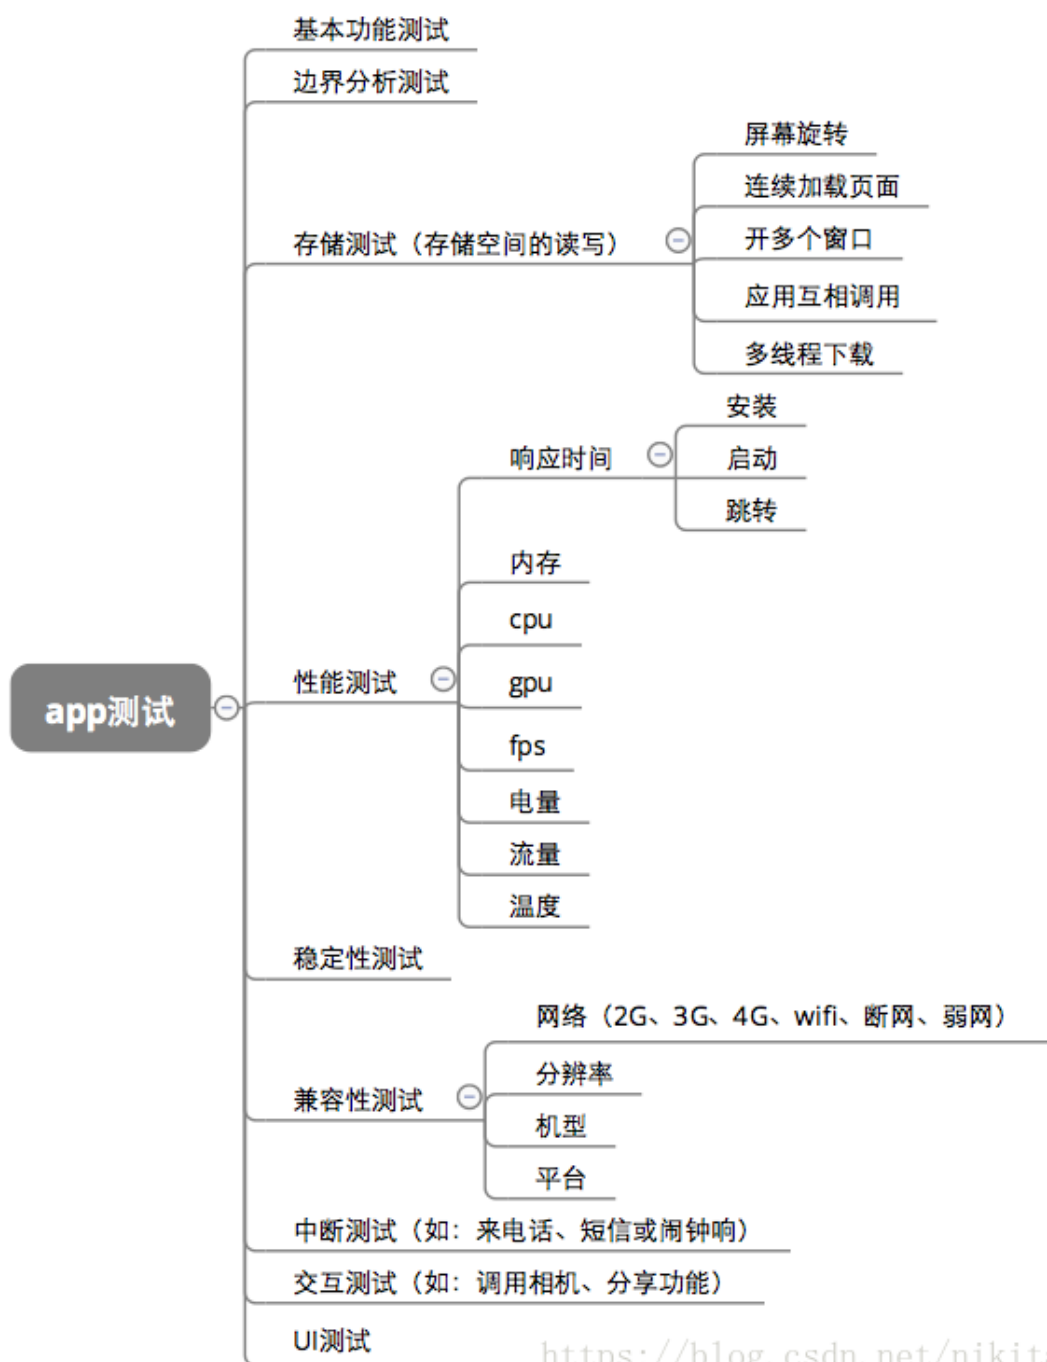 基本功能测试
边界分析测试
屏幕旋转
连续加载页面
存储测试（存储空间的读写）
开多个窗口
应用互相调用
多线程下载
安装
响应时间
启动
跳转
内存
cpu
性能测试
gpu
app测试
fps
电量
流量
温度
稳定性测试
网络（2G、3G、4G、wifi、断网、弱网）
分辨率
兼容性测试
机型
平台
中断测试（如：来电话、短信或闹钟响）
交互测试（如：调用相机、分享功能）
UI测试
https://blog.csdn.net/nikita